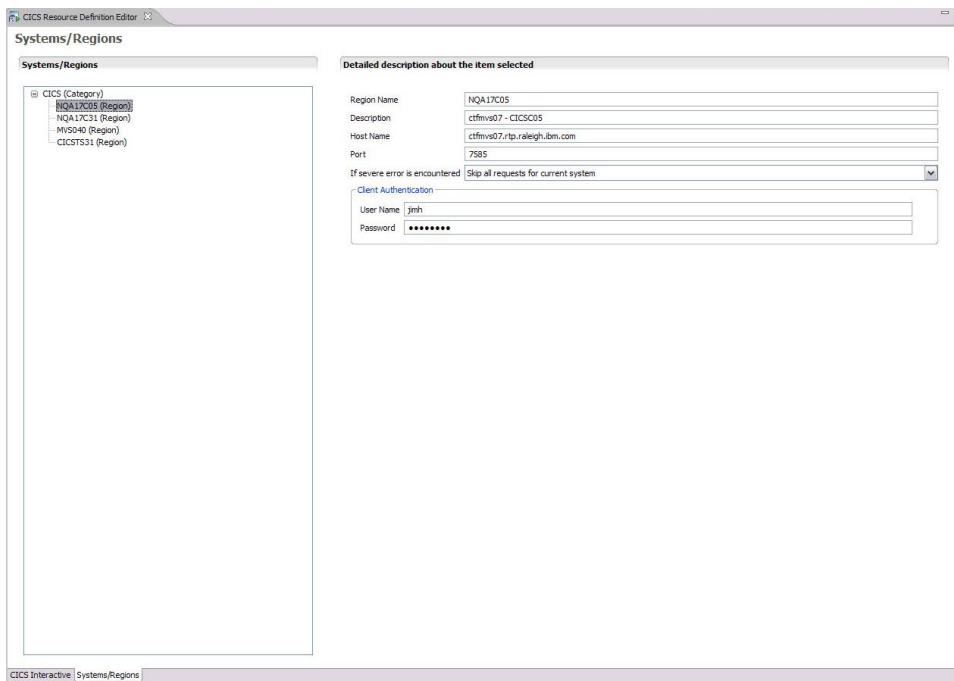 CICS Resource Definition Editor
Systems/Regions
Systems/Regions
Detailed description about the item selected
CICS (Category)
NQA17C05 (Region)
NQA17C31 (Region)
MVS040 (Region)
CICSTS31 (Region)
Region Name NQA17C05
Description ctfmvs07 - CICSC05
Host Name ctfmvs07.rtp.raleigh.ibm.com
Port 7585
If severe error is encountered Skip all requests for current system
Client Authentication
User Name jimh
Password ••••••••
CICS Interactive Systems/Regions